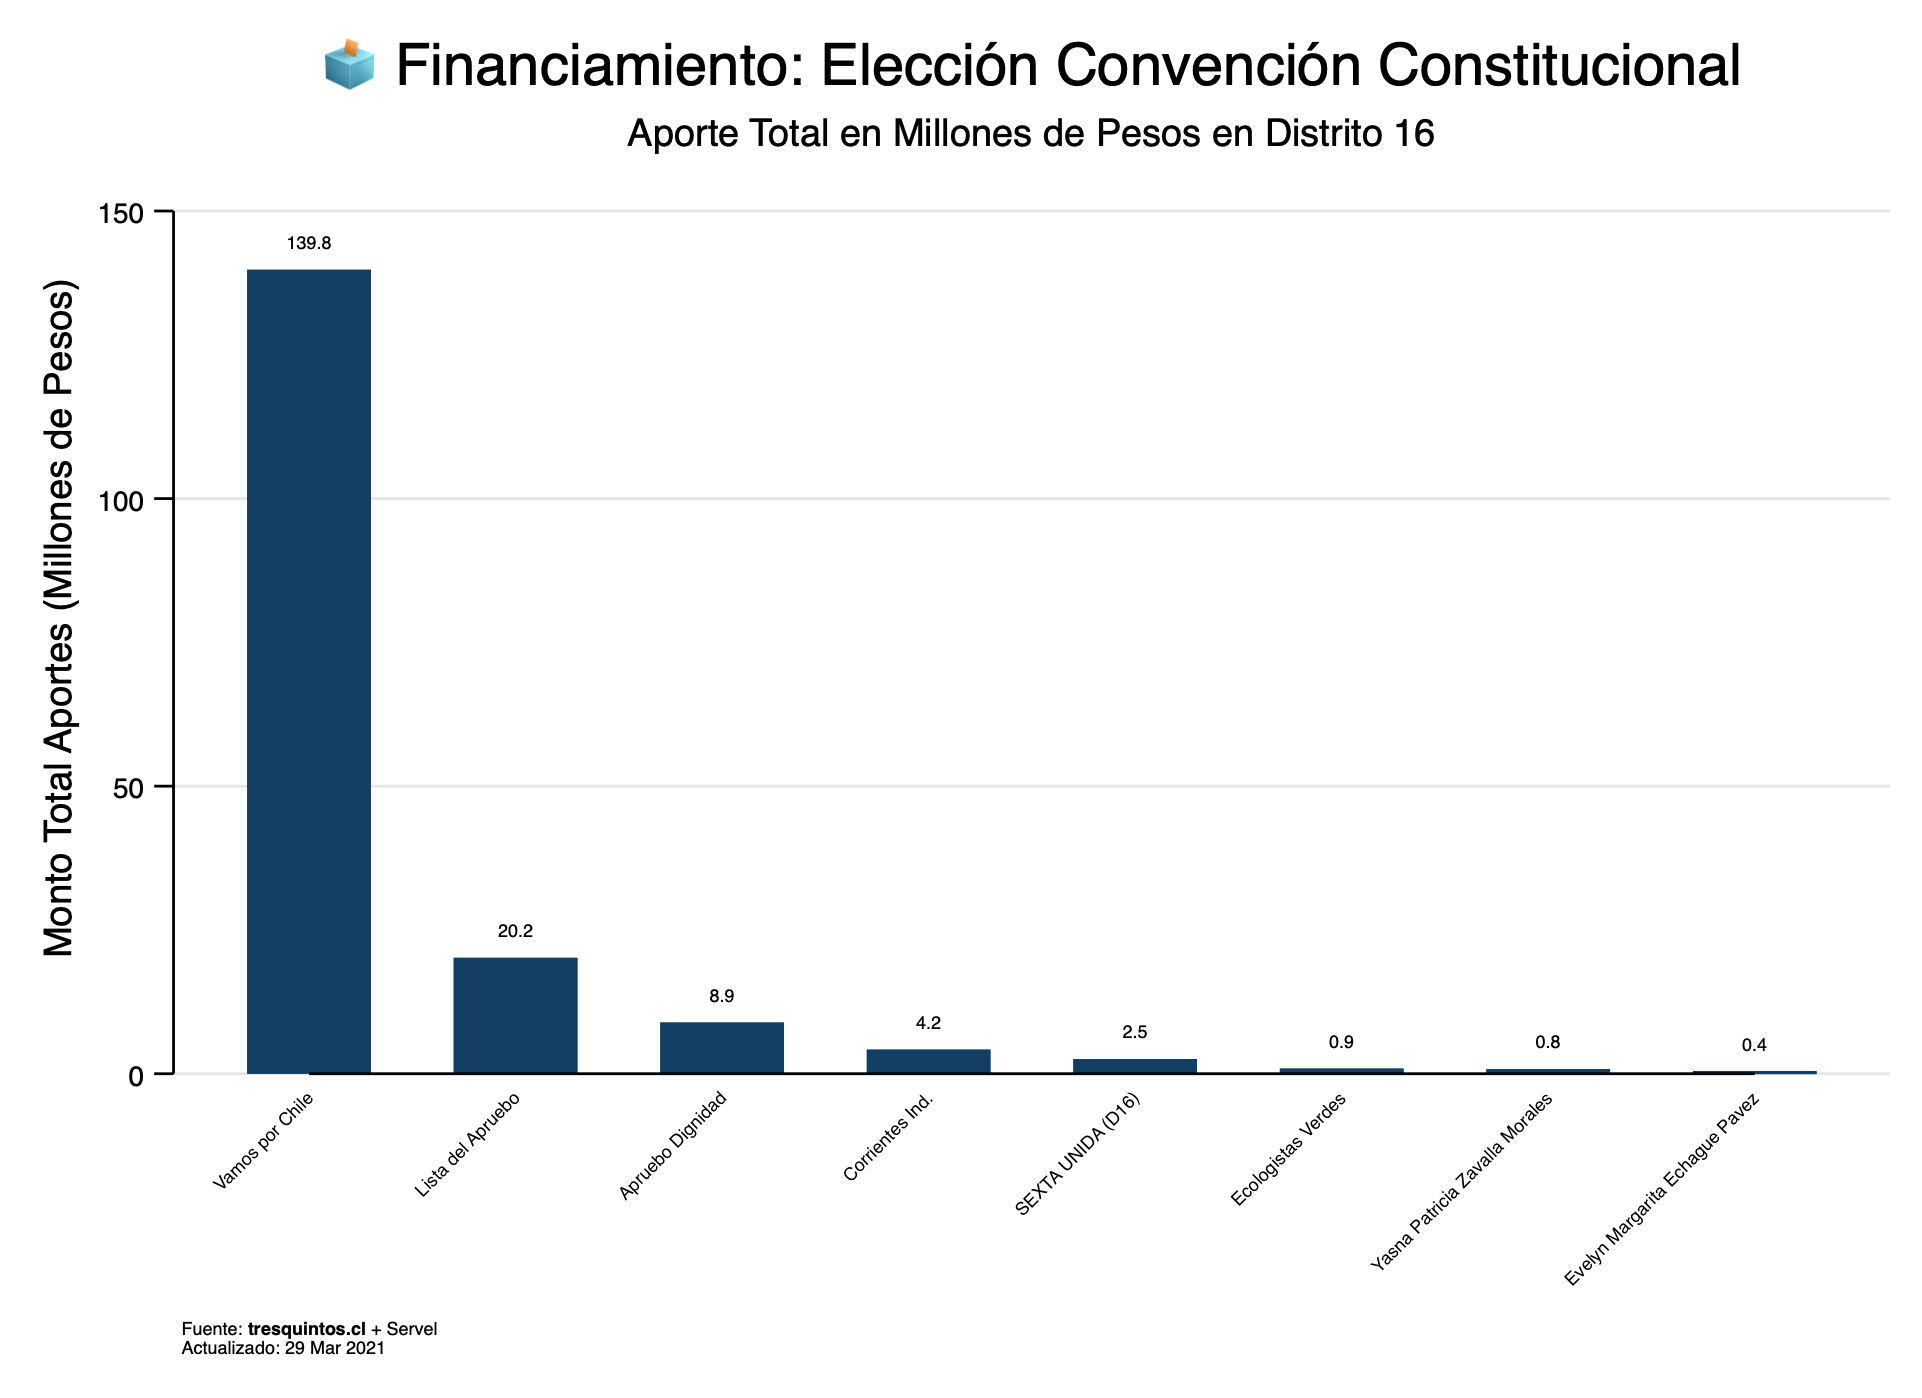 Financiamiento: Elección Convención Constitucional
Aporte Total en Millones de Pesos en Distrito 16
Monto Total Aportes (Millones de Pesos)
150
100
50
0
139.8
20.2
8.9
4.2
2.5
0.9
0.8
0.4
Vamos por Chile
Lista del Apruebo
Apruebo Dignidad
Corrientes Ind.
SEXTA UNIDA (D16)
Ecologistas Verdes
Yasna Patricia Zavalla Morales
Evelyn Margarita Echague Pavez
Fuente: tresquintos.cl + Servel
Actualizado: 29 Mar 2021